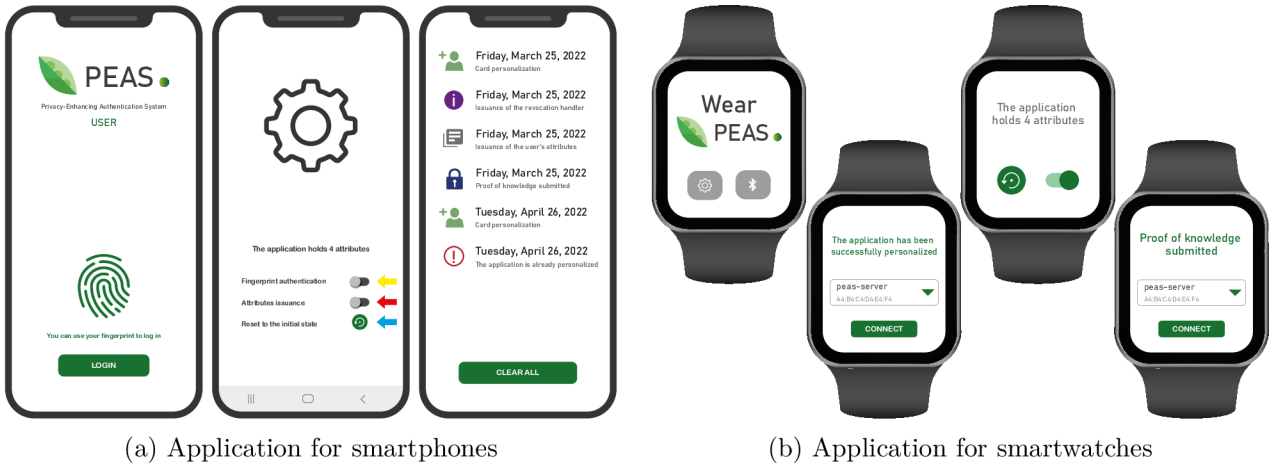 PEAS
Privacy-Enhancing Authentication System
USER
You can use your fingerprint to log in
LOGIN
The application holds 4 attributes
Fingerprint authentication
Attributes issuance
Reset to the initial state
Friday, March 25, 2022
Card personalization
Friday, March 25, 2022
Issuance of the revocation handler
Friday, March 25, 2022
Issuance of the user's attributes
Friday, March 25, 2022
Proof of knowledge submitted
Tuesday, April 26, 2022
Card personalization
Tuesday, April 26, 2022
The application is already personalized
CLEAR ALL
(a) Application for smartphones
Wear
PEAS
The application has been
successfully personalized
peas-server
A4:B4:C4:D4:E4:F4
CONNECT
The application
holds 4 attributes
Proof of knowledge
submitted
peas-server
A4:B4:C4:D4:E4:F4
CONNECT
(b) Application for smartwatches